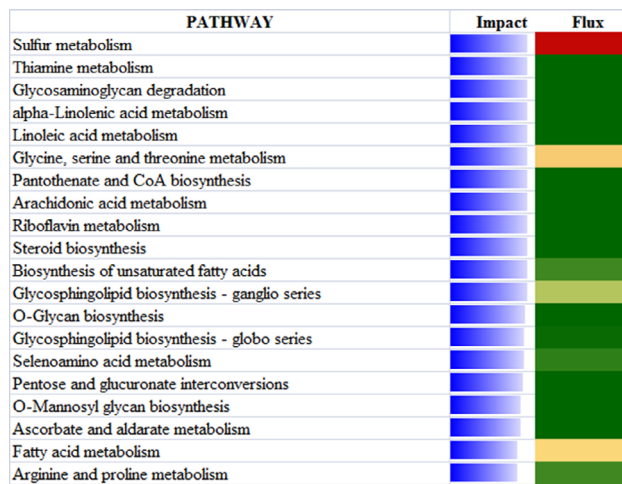 PATHWAY Impact Flux
Sulfur metabolism
Thiamine metabolism
Glycosaminoglycan degradation
alpha-Linolenic acid metabolism
Linoleic acid metabolism
Glycine, serine and threonine metabolism
Pantothenate and CoA biosynthesis
Arachidonic acid metabolism
Riboflavin metabolism
Steroid biosynthesis
Biosynthesis of unsaturated fatty acids
Glycosphingolipid biosynthesis - ganglio series
O-Glycan biosynthesis
Glycosphingolipid biosynthesis - globo series
Selenoamino acid metabolism
Pentose and glucuronate interconversions
O-Mannosyl glycan biosynthesis
Ascorbate and aldarate metabolism
Fatty acid metabolism
Arginine and proline metabolism